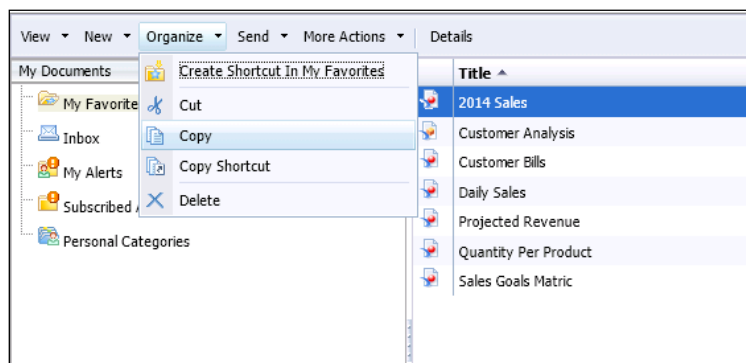 View New Organize Send More Actions Details
My Documents
My Favorite
Inbox
My Alerts
Subscribed
Personal Categories
Create Shortcut In My Favorites
Cut
Copy
Copy Shortcut
Delete
Title
2014 Sales
Customer Analysis
Customer Bills
Daily Sales
Projected Revenue
Quantity Per Product
Sales Goals Matric